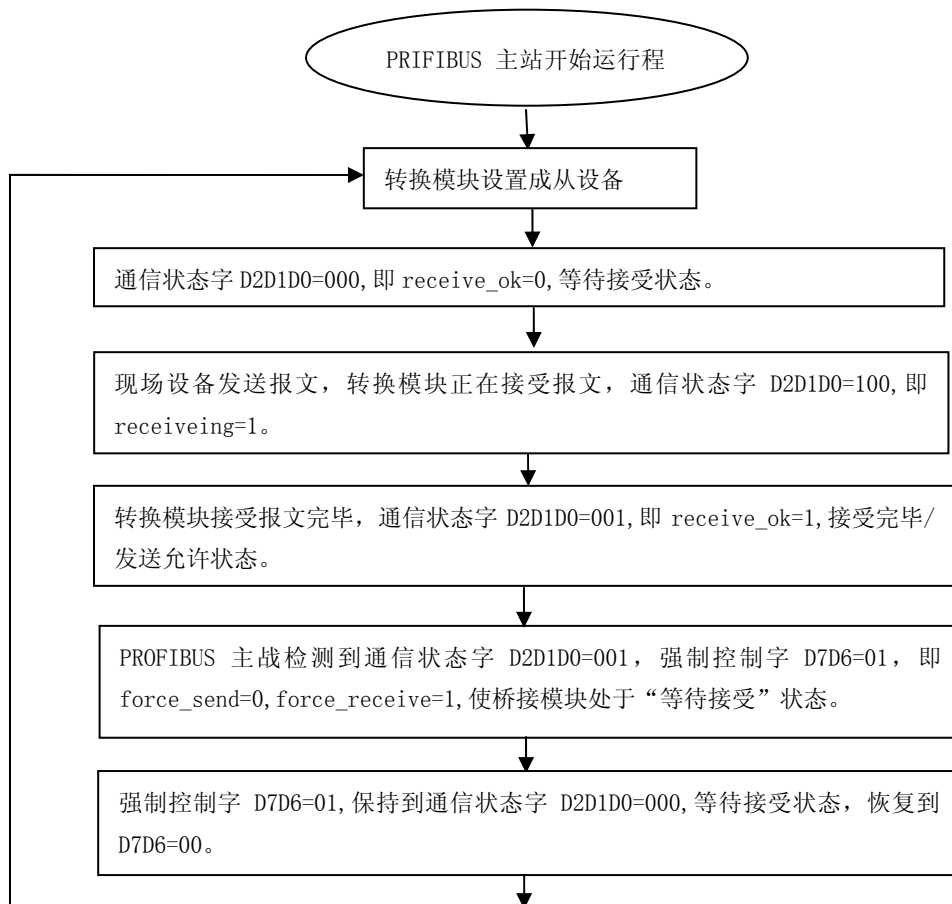 PRIFIBUS 主站开始运行程
转换模块设置成从设备
通信状态字 D2D1D0=000,即 receive_ok=0,等待接受状态。
现场设备发送报文，转换模块正在接受报文，通信状态字 D2D1D0=100,即
receiveing=1。
转换模块接受报文完毕，通信状态字 D2D1D0=001,即 receive_ok=1,接受完毕/
发送允许状态。
PROFIBUS 主战检测到通信状态字 D2D1D0=001，强制控制字 D7D6=01，即
force_send=0,force_receive=1,使桥接模块处于“等待接受”状态。
强制控制字 D7D6=01,保持到通信状态字 D2D1D0=000,等待接受状态，恢复到
D7D6=00。